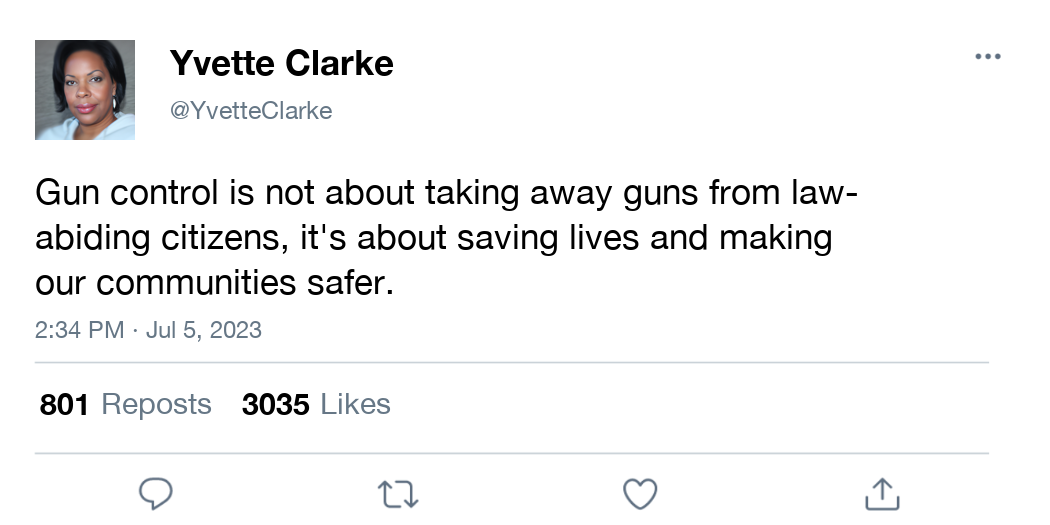 Yvette Clarke
@YvetteClarke
Gun control is not about taking away guns from law-
abiding citizens, it's about saving lives and making
our communities safer.
2:34 PM · Jul 5, 2023
801 Reposts 3035 Likes